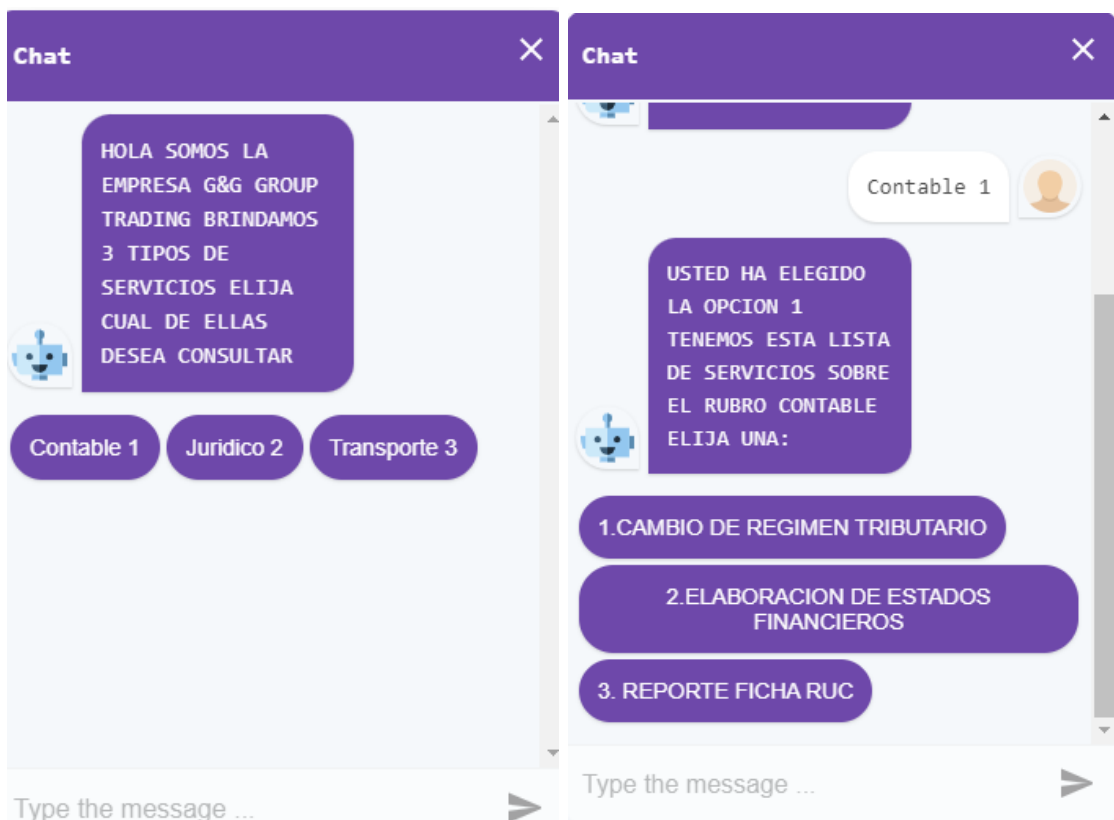 Chat
HOLA SOMOS LA
EMPRESA G&G GROUP
TRADING BRINDAMOS
3 TIPOS DE
SERVICIOS ELIJA
CUAL DE ELLAS
DESEA CONSULTAR
Contable 1
Juridico 2
Transporte 3
Type the message ...
Chat
Contable 1
USTED HA ELEGIDO
LA OPCION 1
TENEMOS ESTA LISTA
DE SERVICIOS SOBRE
EL RUBRO CONTABLE
ELIJA UNA:
1.CAMBIO DE REGIMEN TRIBUTARIO
2.ELABORACION DE ESTADOS
FINANCIEROS
3. REPORTE FICHA RUC
Type the message ...